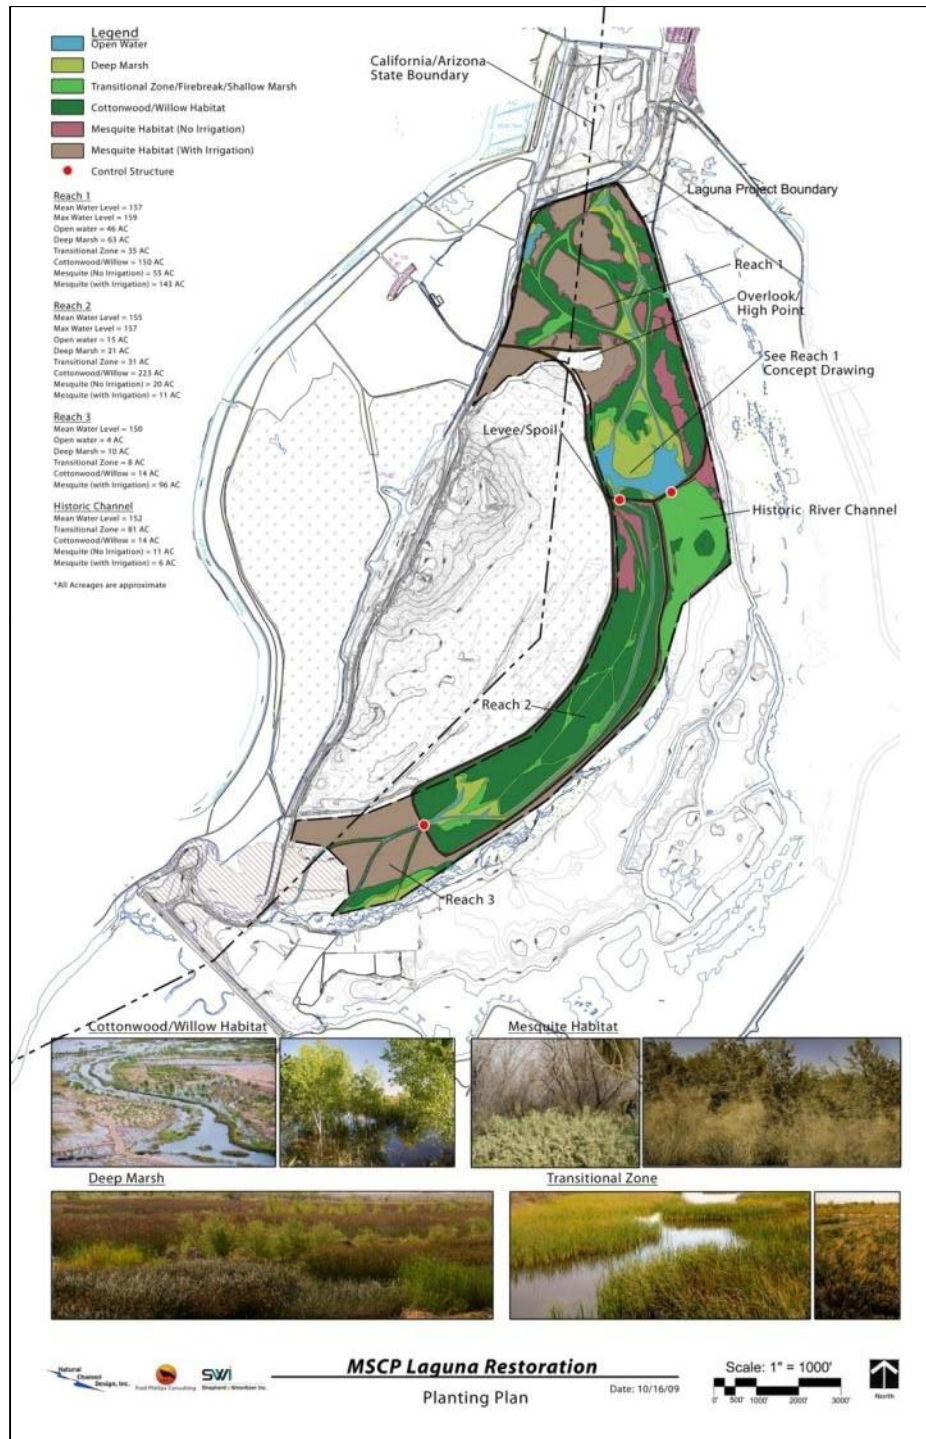 Legend
Open Water
Deep Marsh
Transitional Zone/Firebreak/Shallow Marsh
Cottonwood/Willow Habitat
Mesquite Habitat (No Irrigation)
Mesquite Habitat (With Irrigation)
Control Structure
Reach 1
Mean Water Level = 157
Max Water Level = 159
Open water = 46 AC
Deep Marsh = 63 AC
Transitional Zone = 35 AC
Cottonwood/Willow = 150 AC
Mesquite (No Irrigation) = 55 AC
Mesquite (with Irrigation) = 143 AC
Reach 2
Mean Water Level = 155
Max Water Level = 157
Open water = 15 AC
Deep Marsh = 21 AC
Transitional Zone = 31 AC
Cottonwood/Willow = 223 AC
Mesquite (No Irrigation) = 20 AC
Mesquite (with Irrigation) = 11 AC
Reach 3
Mean Water Level = 150
Open water = 4 AC
Deep Marsh = 10 AC
Transitional Zone = 8 AC
Cottonwood/Willow = 14 AC
Mesquite (with Irrigation) = 96 AC
Historic Channel
Mean Water Level = 152
Transitional Zone = 81 AC
Cottonwood/Willow = 14 AC
Mesquite (No Irrigation) = 11 AC
Mesquite (with Irrigation) = 6 AC
*All Acreages are approximate
California/Arizona
State Boundary
Laguna Project Boundary
Reach 1
Overlook/
High Point
See Reach 1
Concept Drawing
Levee/Spoil
Historic River Channel
Reach 2
Reach 3
Cottonwood/Willow Habitat
Mesquite Habitat
Deep Marsh
Transitional Zone
Natural
Channel
Design, Inc.
Fred Phillips Consulting
SWI
MSCP Laguna Restoration
Planting Plan
Date: 10/16/09
Scale: 1" = 1000'
0' 500' 1000' 2000' 3000'
North